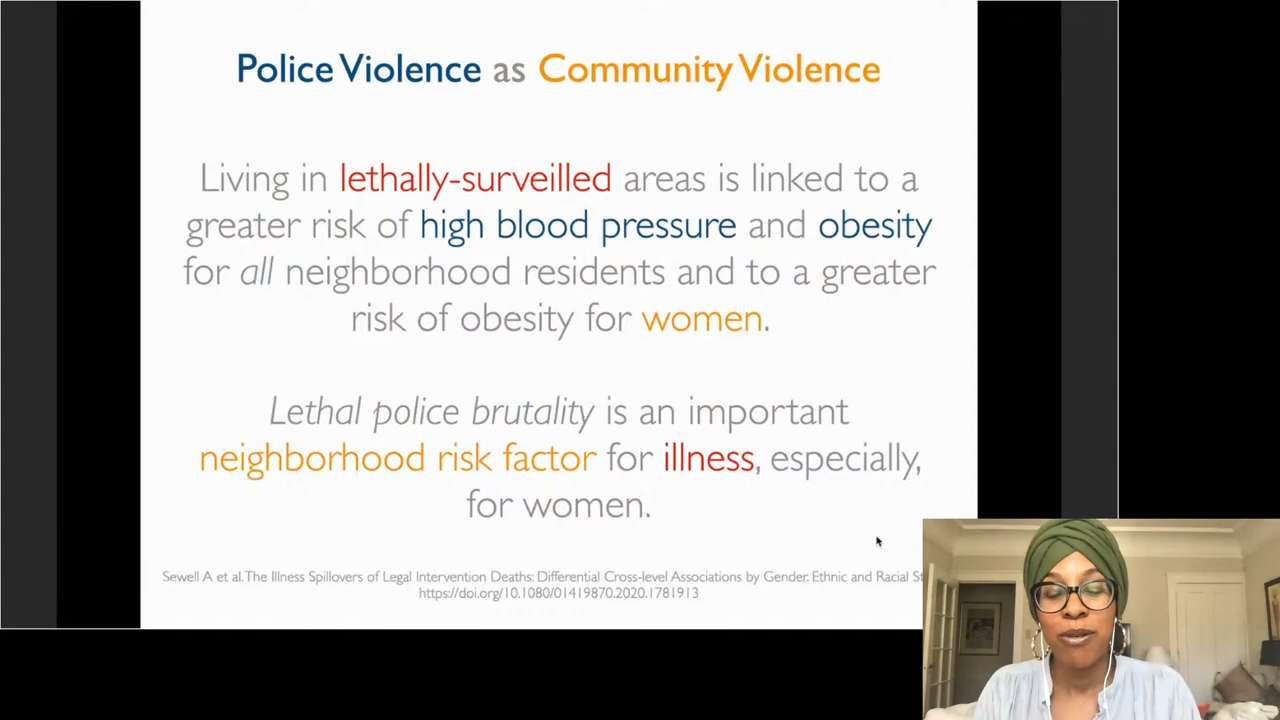 Police Violence as Community Violence
Living in lethally-surveilled areas is linked to a
greater risk of high blood pressure and obesity
for all neighborhood residents and to a greater
risk of obesity for women.
Lethal police brutality is an important
neighborhood risk factor for illness, especially,
for women.
Sewell A et al. The Illness Spillovers of Legal Intervention Deaths: Differential Cross-level Associations by Gender. Ethnic and Racial
https://doi.org/10.1080/01419870.2020.1781913